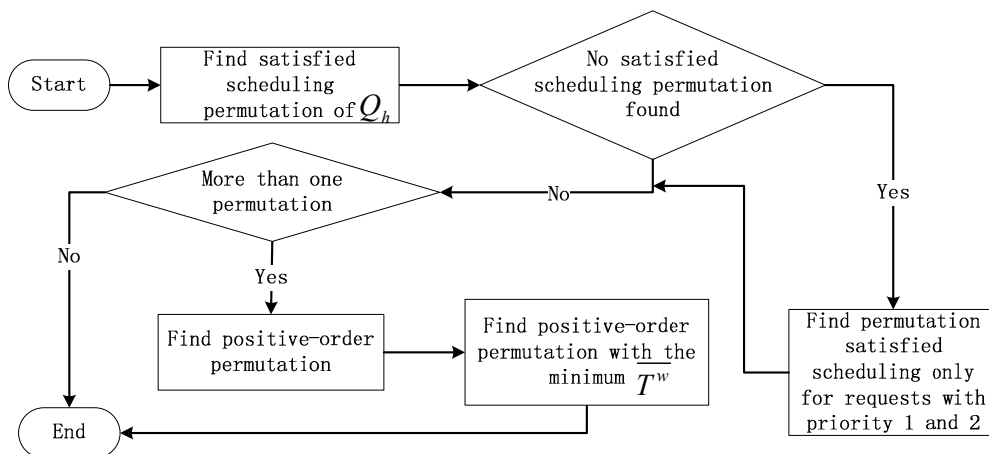 Start
Find satisfied
scheduling
permutation of Q_h
No satisfied
scheduling permutation
found
Yes
No
More than one
permutation
No
Yes
Find positive-order
permutation
Find positive-order
permutation with the
minimum \overline{T^w}
Find permutation
satisfied
scheduling only
for requests with
priority 1 and 2
End